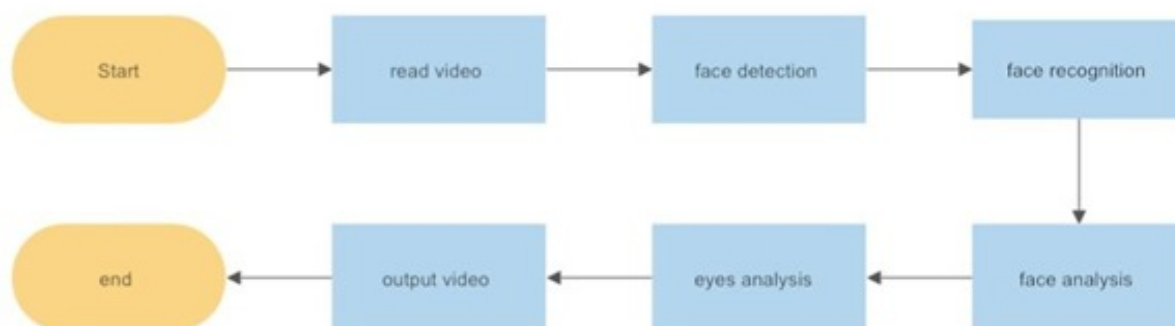 Start
read video
face detection
face recognition
face analysis
eyes analysis
output video
end